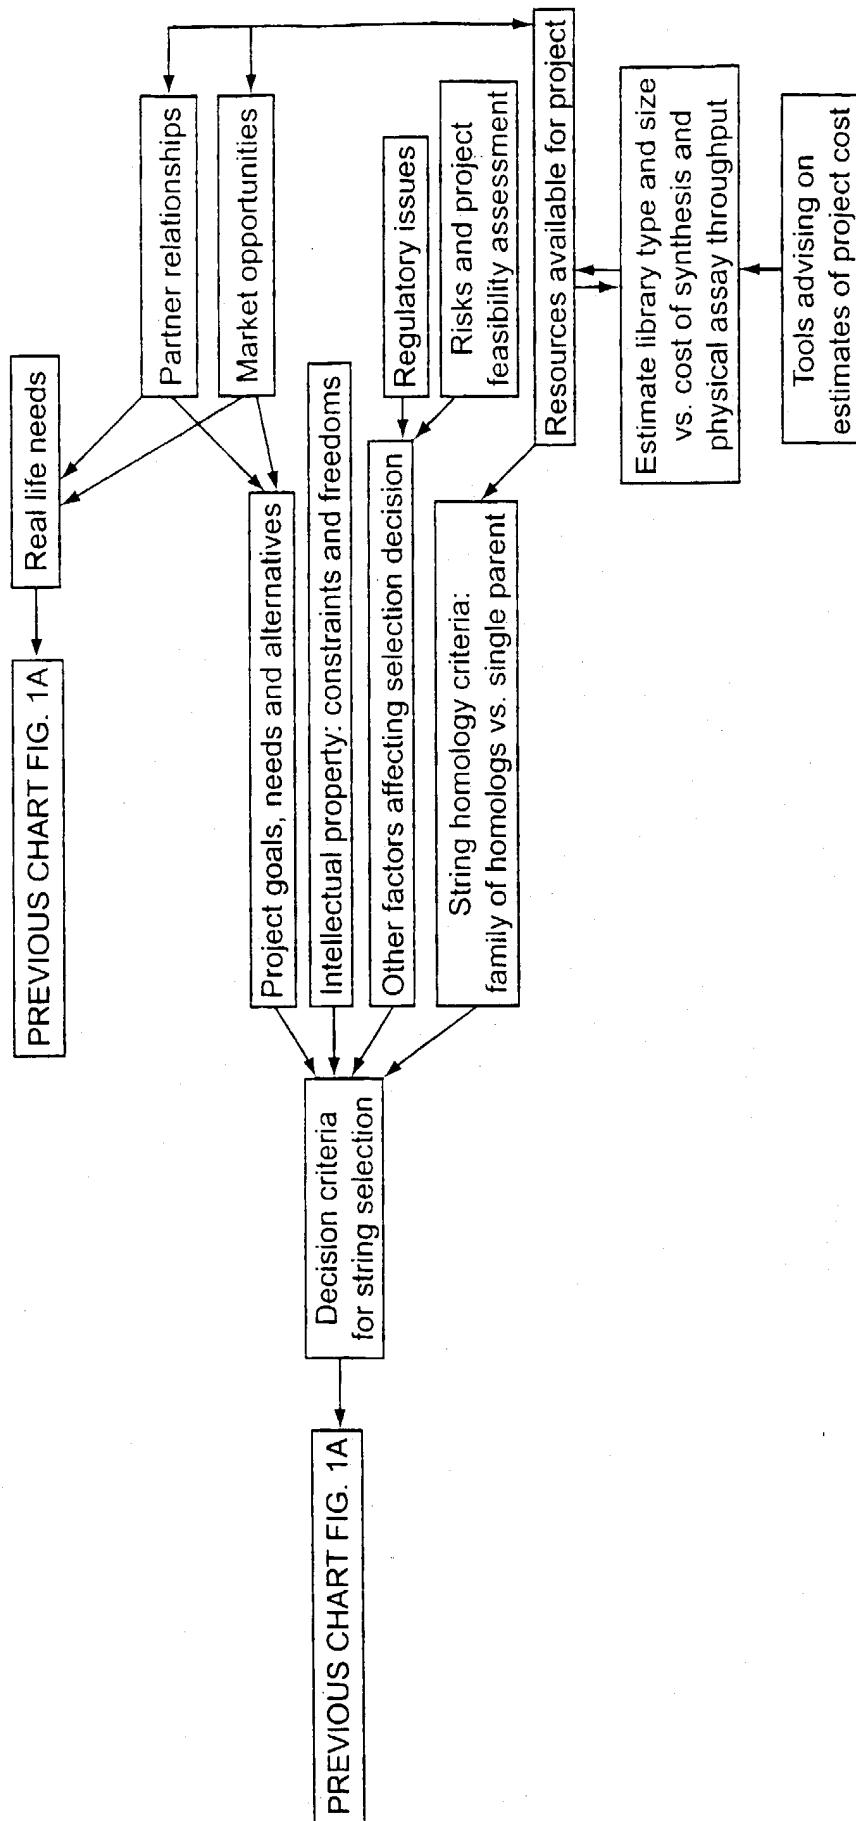 PREVIOUS CHART FIG. 1A
Real life needs
Partner relationships
Market opportunities
Project goals, needs and alternatives
Intellectual property: constraints and freedoms
Regulatory issues
Other factors affecting selection decision
Risks and project
feasibility assessment
String homology criteria:
family of homologs vs. single parent
Resources available for project
Estimate library type and size
vs. cost of synthesis and
physical assay throughput
Tools advising on
estimates of project cost
Decision criteria
for string selection
PREVIOUS CHART FIG. 1A